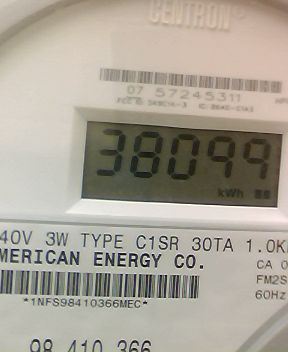 CENTRON®
07 57245311
38099
kWh
40V 3W TYPE C1SR 30TA 1.0K
MERICAN ENERGY CO.
CA 0
FM2S
60Hz
*1NFS98410366MEC*
98 410 366